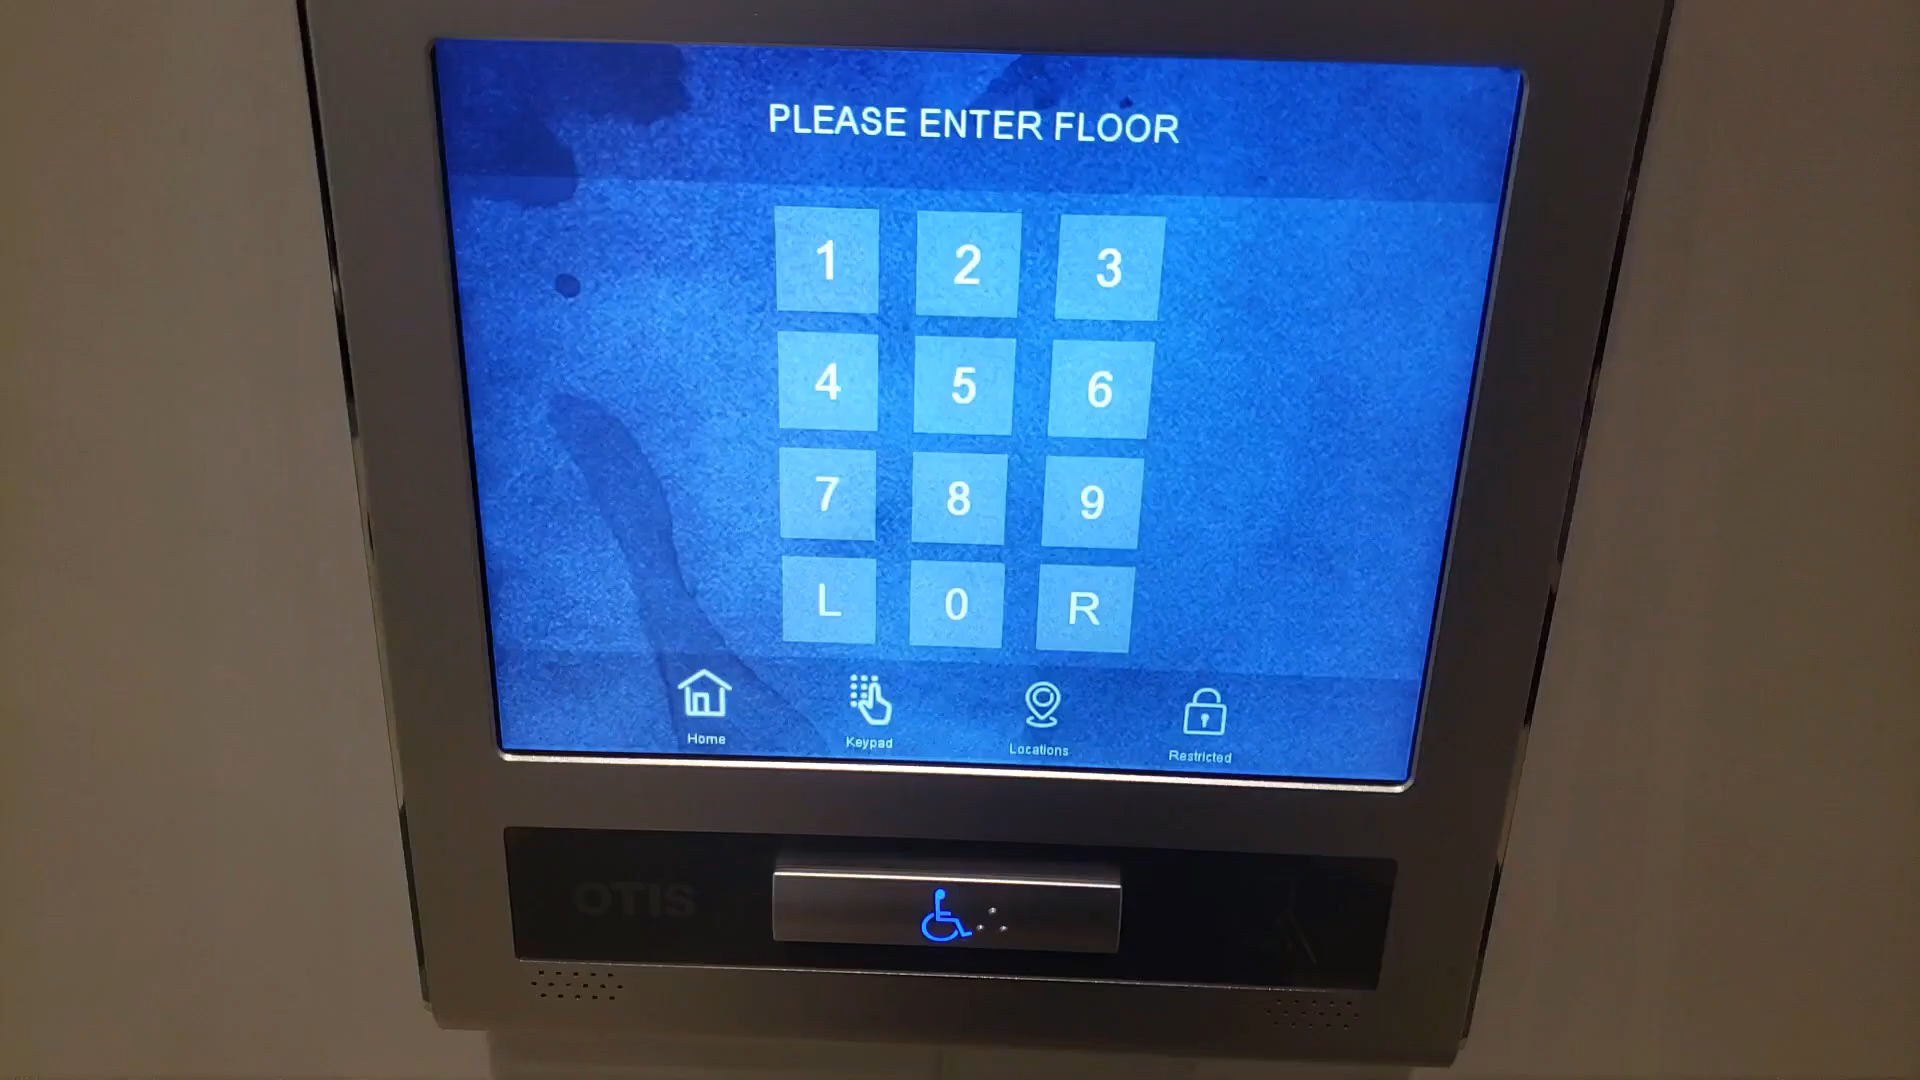 PLEASE ENTER FLOOR
1 2 3
4 5 6
7 8 9
L 0 R
Home Keypad Locations Restricted
OTIS